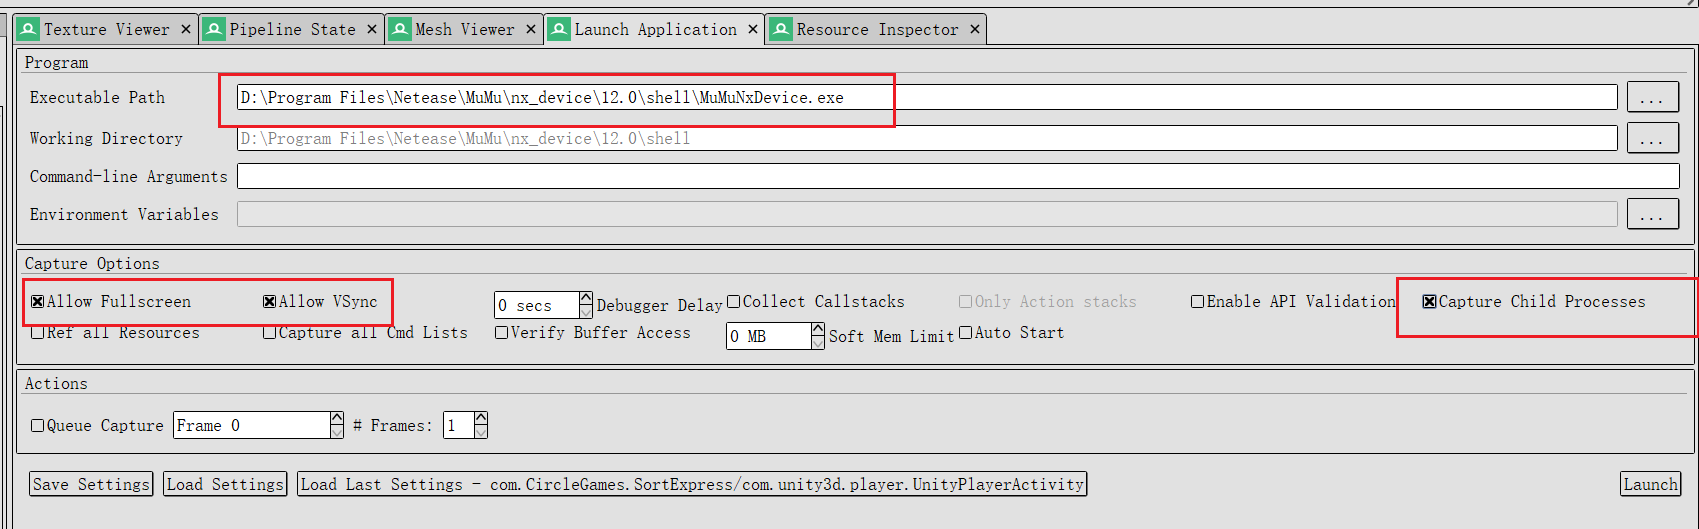 Texture Viewer × Pipeline State × Mesh Viewer × Launch Application × Resource Inspector ×
Program
Executable Path D:\Program Files\Netease\MuMu\nx_device\12.0\shell\MuMuNxDevice.exe ...
Working Directory D:\Program Files\Netease\MuMu\nx_device\12.0\shell ...
Command-line Arguments
Environment Variables ...
Capture Options
Allow Fullscreen Allow VSync 0 secs Debugger Delay Collect Callstacks Only Action stacks Enable API Validation Capture Child Processes
Ref all Resources Capture all Cmd Lists Verify Buffer Access 0 MB Soft Mem Limit Auto Start
Actions
Queue Capture Frame 0 # Frames: 1
Save Settings Load Settings Load Last Settings - com.CircleGames.SortExpress/com.unity3d.player.UnityPlayerActivity Launch